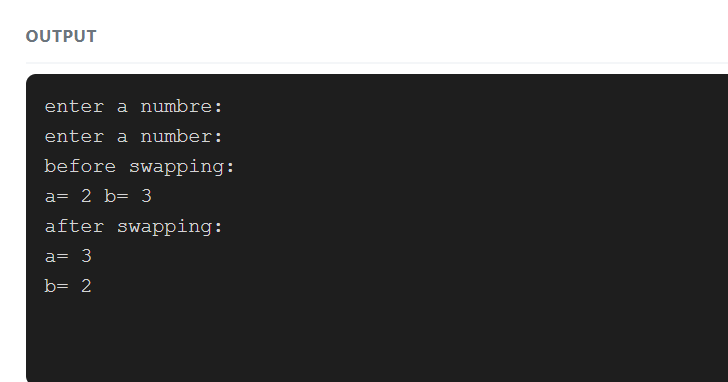 OUTPUT
enter a numbre:
enter a number:
before swapping:
a= 2 b= 3
after swapping:
a= 3
b= 2